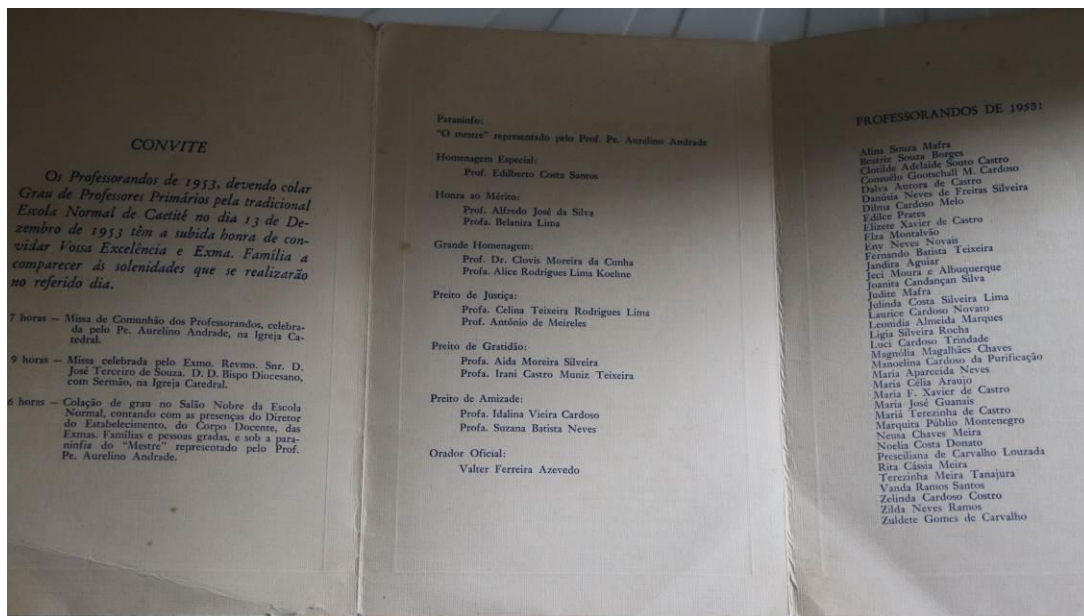 CONVITE
Os Professorandos de 1953, devendo colar
Grau de Professores Primários pela tradicional
Escola Normal de Caetité no dia 13 de De-
zembro de 1953 têm a subida honra de con-
vidar Vossa Excelência e Exma. Família a
comparecer ás solenidades que se realizarão
no referido dia.
7 horas — Missa de Comunhão dos Professorandos, celebra-
da pelo Pe. Aurelino Andrade, na Igreja Ca-
tedral.
9 horas — Missa celebrada pelo Exmo. Revmo. Snr. D.
José Terceiro de Souza. D. D. Bispo Diocesano,
com Sermão, na Igreja Catedral.
6 horas — Colação de grau no Salão Nobre da Escola
Normal, contando com as presenças do Diretor
do Estabelecimento, do Corpo Docente, das
Exmas. Famílias e pessoas gradas, e sob a para-
ninfia do "Mestre" representado pelo Prof.
Pe. Aurelino Andrade.
Paraninfo:
"O mestre" representado pelo Prof. Pe. Aurelino Andrade
Homenagem Especial:
Prof. Edilberto Costa Santos
Honra ao Mérito:
Prof. Alfredo José da Silva
Profa. Belaniza Lima
Grande Homenagem:
Prof. Dr. Clovis Moreira da Cunha
Profa. Alice Rodrigues Lima Koehne
Preito de Justiça:
Profa. Celina Teixeira Rodrigues Lima
Prof. António de Meireles
Preito de Gratidão:
Profa. Aida Moreira Silveira
Profa. Irani Castro Muniz Teixeira
Preito de Amizade:
Profa. Idalina Vieira Cardoso
Profa. Suzana Batista Neves
Orador Oficial:
Valter Ferreira Azevedo
PROFESSORANDOS DE 1953:
Alina Souza Mafra
Beatriz Souza Borges
Clotilde Adelaide Souto Castro
Consuêlo Gootschall M. Cardoso
Dalva Aurora de Castro
Danúsia Neves de Freitas Silveira
Dilma Cardoso Melo
Edilce Prates
Elizete Xavier de Castro
Elza Montalvão
Eny Neves Novais
Fernando Batista Teixeira
Jandira Aguiar
Jeci Moura e Albuquerque
Joanita Candançan Silva
Judite Mafra
Julinda Costa Silveira Lima
Laurice Cardoso Novato
Leonidia Almeida Marques
Ligia Silveira Rocha
Luci Cardoso Trindade
Magnólia Magalhães Chaves
Manoelina Cardoso da Purificação
Maria Aparecida Neves
Maria Célia Araujo
Maria F. Xavier de Castro
Maria José Guanais
Mariá Terezinha de Castro
Marquita Públio Montenegro
Neusa Chaves Meira
Noelia Costa Donato
Presciliana de Carvalho Louzada
Rita Cássia Meira
Terezinha Meira Tanajura
Vanda Ramos Santos
Zelinda Cardoso Costro
Zilda Neves Ramos
Zuldete Gomes de Carvalho